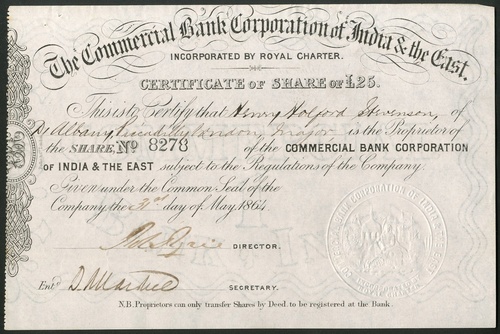 The Commercial Bank Corporation of India & the East.
INCORPORATED BY ROYAL CHARTER.
CERTIFICATE OF SHARE OF £25.
This is to Certify that Henry Holford Stevenson, of
Albany Piccadilly London, Major is the Proprietor of
the SHARE, No 8278 of the COMMERCIAL BANK CORPORATION
OF INDIA & THE EAST subject to the Regulations of the Company.
Given under the Common Seal of the
Company the 31st day of May 1864
DIRECTOR.
Entd. SECRETARY.
N.B. Proprietors can only transfer Shares by Deed, to be registered at the Bank.